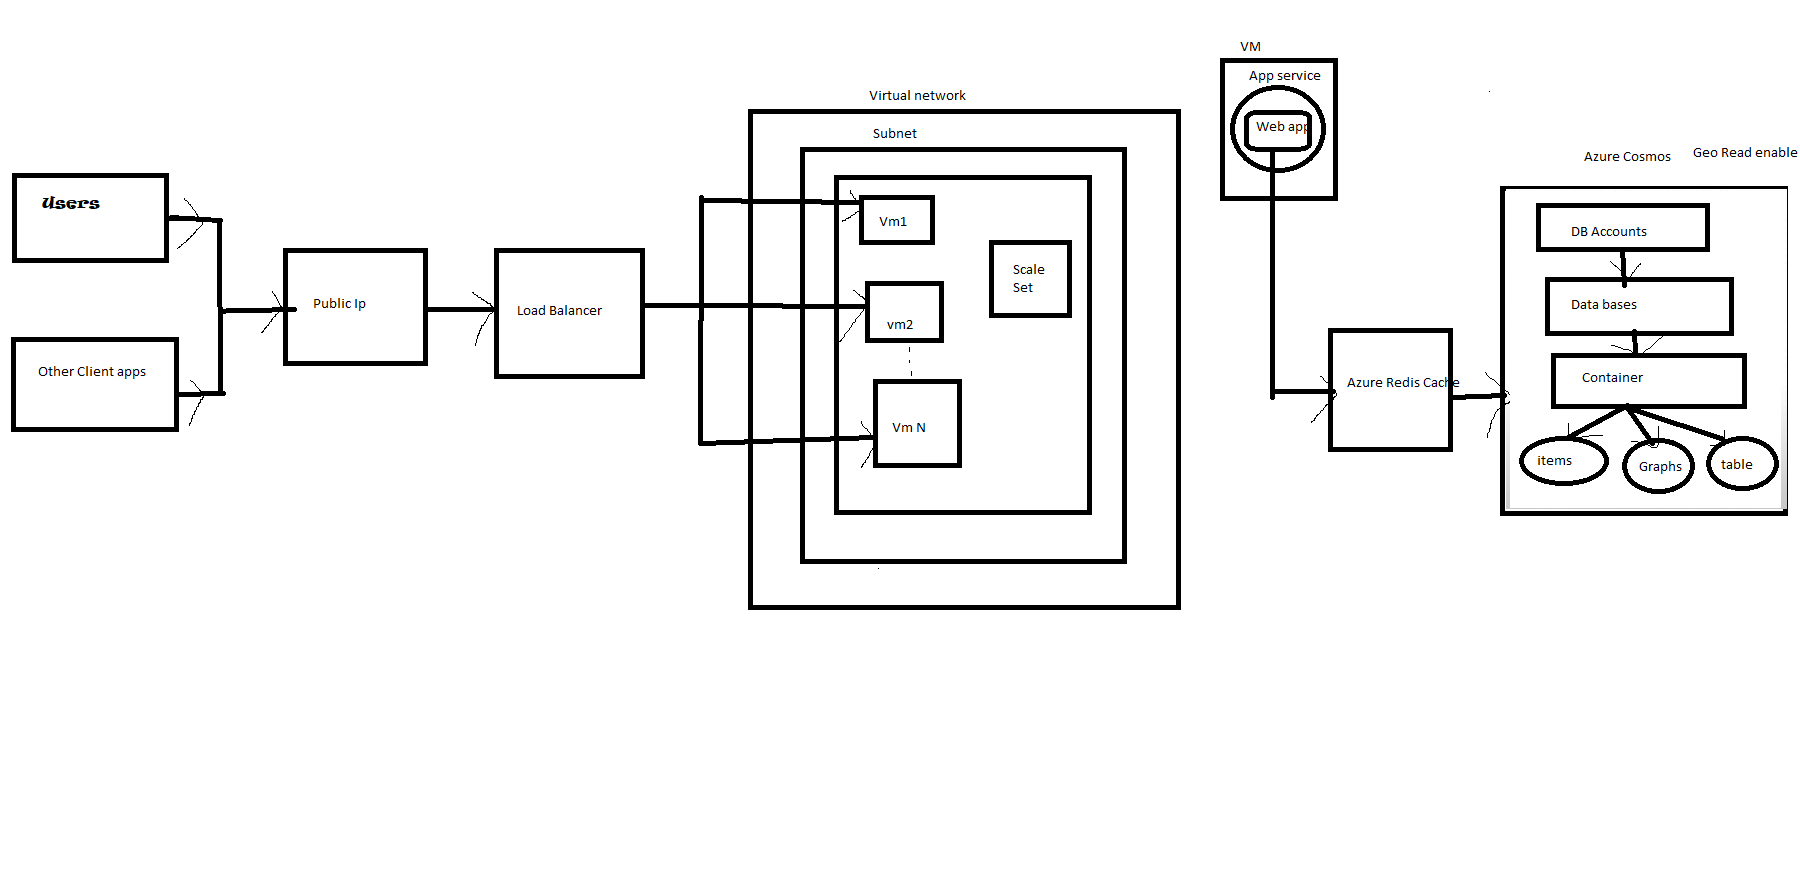 Users
Other Client apps
Public Ip
Load Balancer
Virtual network
Subnet
Vm1
vm2
Vm N
Scale
Set
VM
App service
Web app
Azure Redis Cache
Azure Cosmos
Geo Read enable
DB Accounts
Data bases
Container
items
Graphs
table